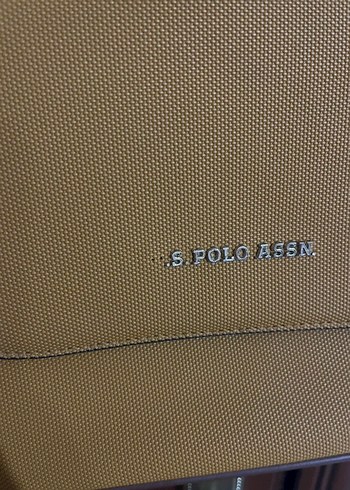 .S. POLO ASSN.